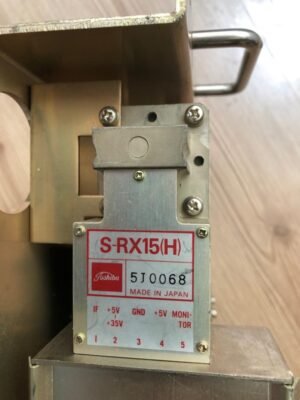 S-RX15(H)
Toshiba 5J0068
MADE IN JAPAN
IF +5V GND +5V MONI-
+35V TOR
1 2 3 4 5